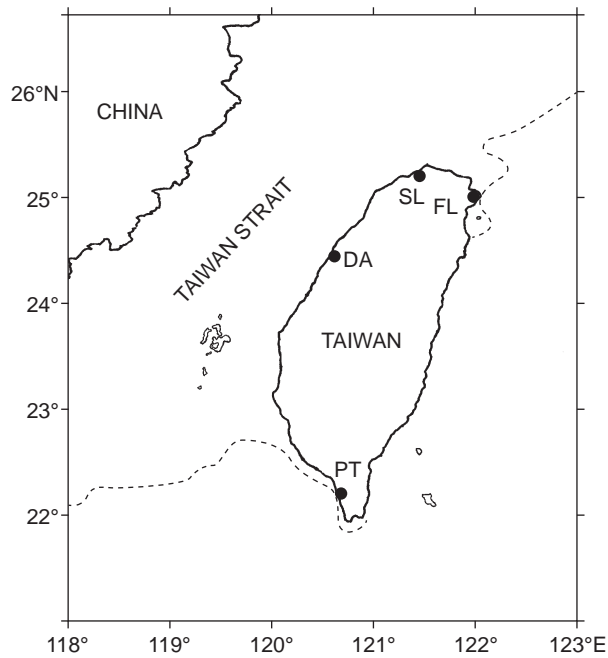 26°N
CHINA
25°
SL
FL
TAIWAN STRAIT
DA
24°
TAIWAN
23°
PT
22°
118°
119°
120°
121°
122°
123°E